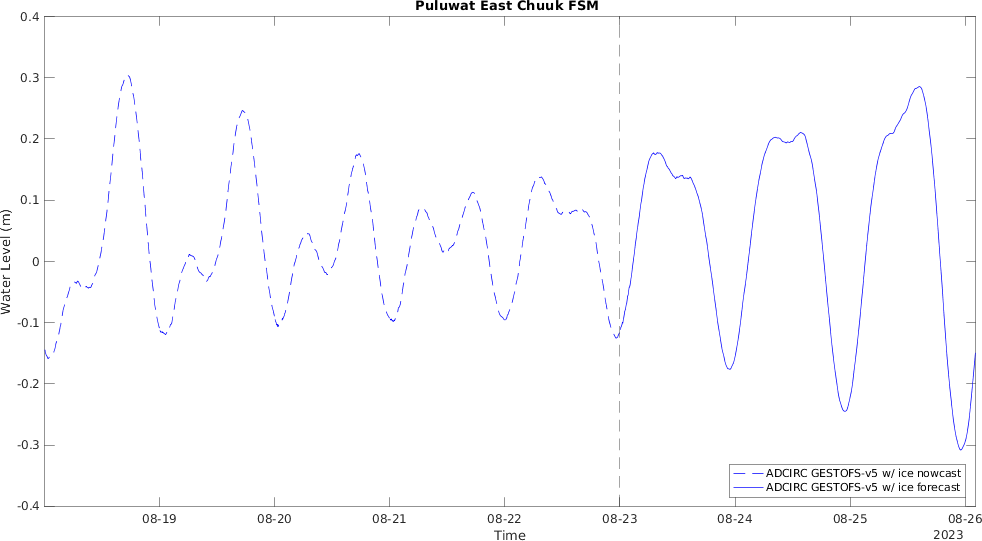 Puluwat East Chuuk FSM
0.4
0.3
0.2
0.1
0
-0.1
-0.2
-0.3
-0.4
Water Level (m)
ADCIRC GESTOFS-v5 w/ ice nowcast
ADCIRC GESTOFS-v5 w/ ice forecast
08-19 08-20 08-21 08-22 08-23 08-24 08-25 08-26
Time
2023